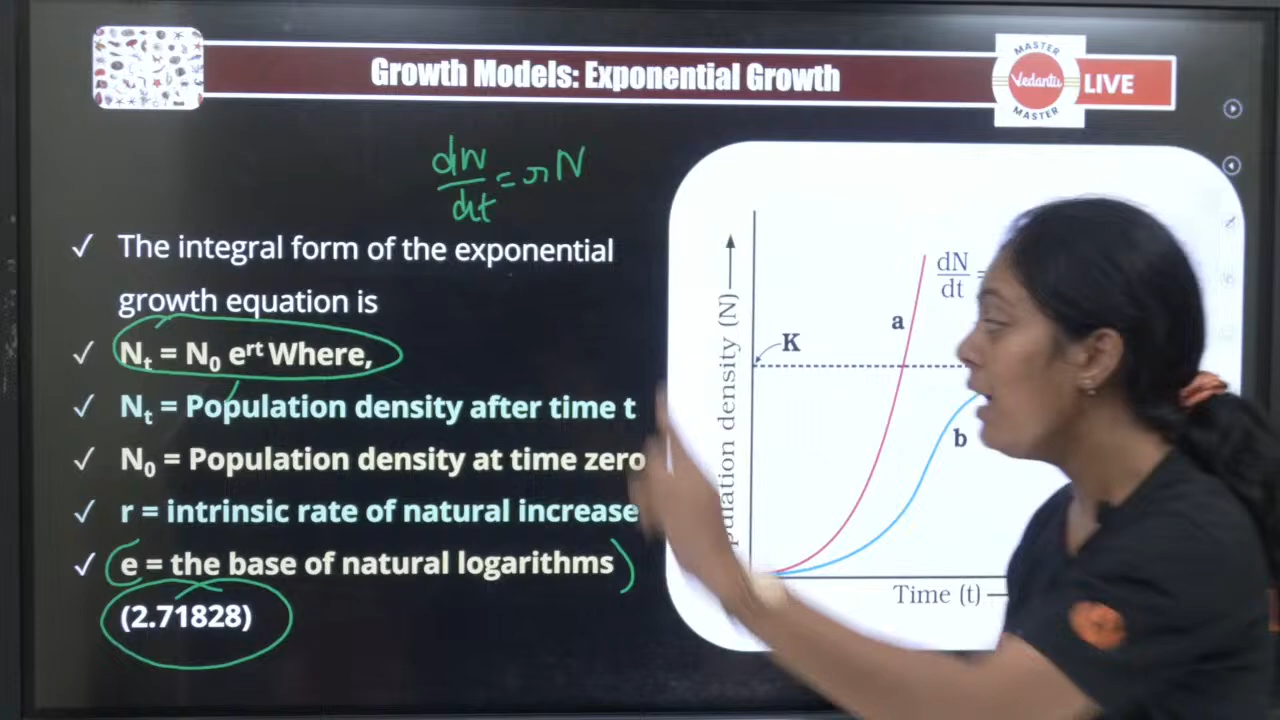 Growth Models: Exponential Growth
MASTER
Vedantu
MASTER
LIVE
dN/dt = rN
✓ The integral form of the exponential
growth equation is
✓ Nₜ = N₀ eʳᵗ Where,
✓ Nₜ = Population density after time t
✓ N₀ = Population density at time zero
✓ r = intrinsic rate of natural increase
✓ e = the base of natural logarithms
(2.71828)
dN/dt =
a
K
b
pulation density (N)
Time (t)